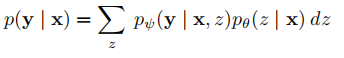 p(y | x) = ∑_z p_ψ(y | x, z)p_θ(z | x) dz